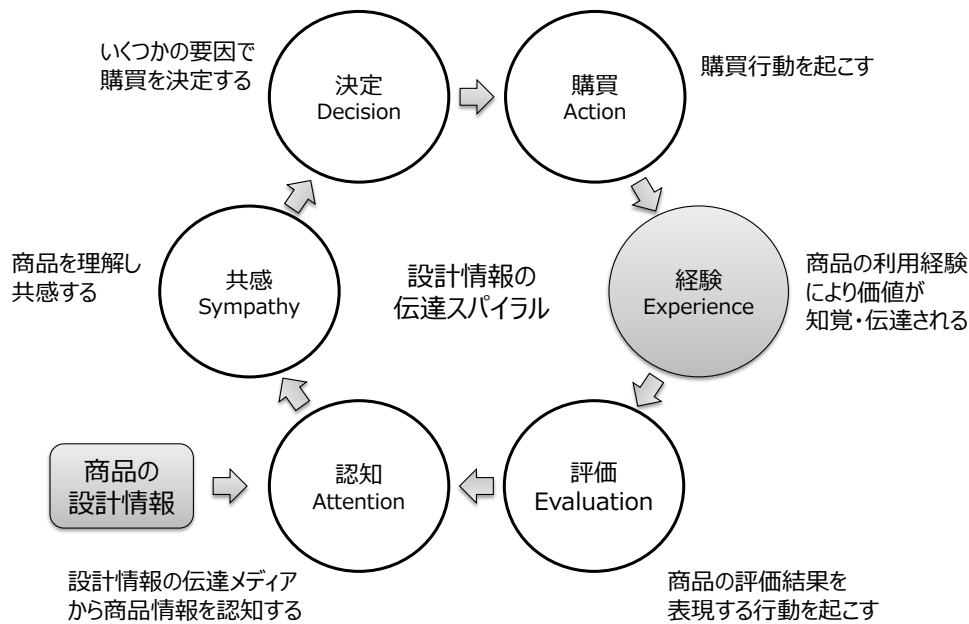 いくつかの要因で
購買を決定する
決定
Decision
購買
Action
購買行動を起こす
商品を理解し
共感する
共感
Sympathy
設計情報の
伝達スパイラル
経験
Experience
商品の利用経験
により価値が
知覚・伝達される
商品の
設計情報
認知
Attention
評価
Evaluation
設計情報の伝達メディア
から商品情報を認知する
商品の評価結果を
表現する行動を起こす